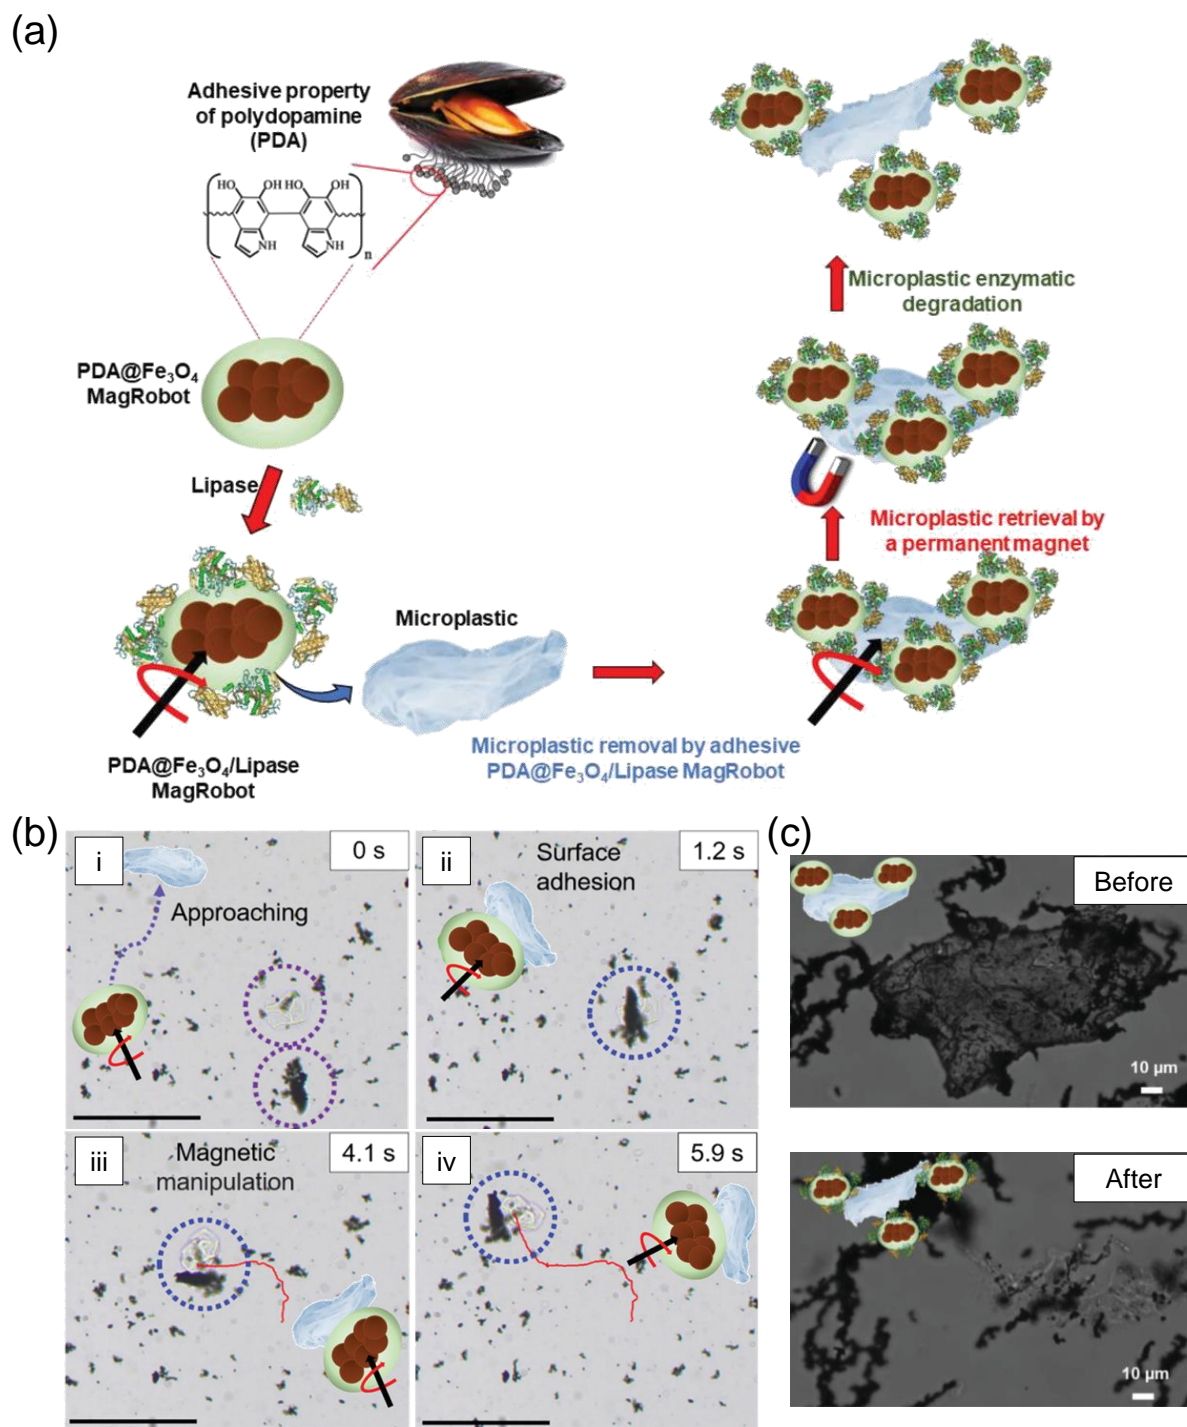 (a)
Adhesive property
of polydopamine
(PDA)
HO
OH
HO
OH
NH
NH
n
PDA@Fe₃O₄
MagRobot
Lipase
PDA@Fe₃O₄/Lipase
MagRobot
Microplastic
Microplastic removal by adhesive
PDA@Fe₃O₄/Lipase MagRobot
Microplastic enzymatic
degradation
Microplastic retrieval by
a permanent magnet
(b)
i
0 s
Approaching
ii
1.2 s
Surface
adhesion
iii
4.1 s
Magnetic
manipulation
iv
5.9 s
(c)
Before
10 µm
After
10 µm